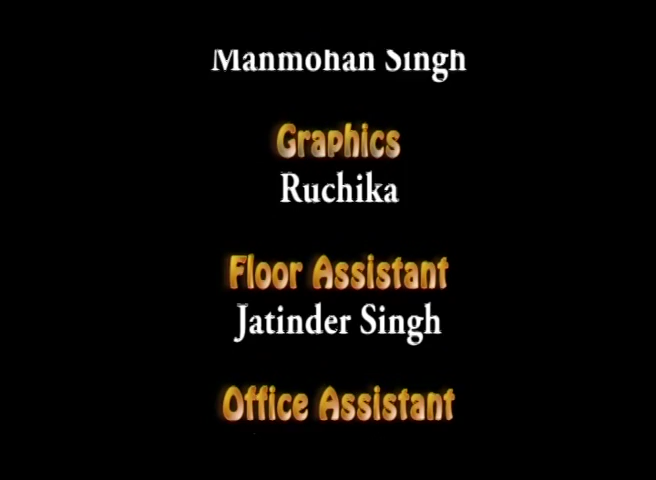 Manmohan Singh
Graphics
Ruchika
Floor Assistant
Jatinder Singh
Office Assistant